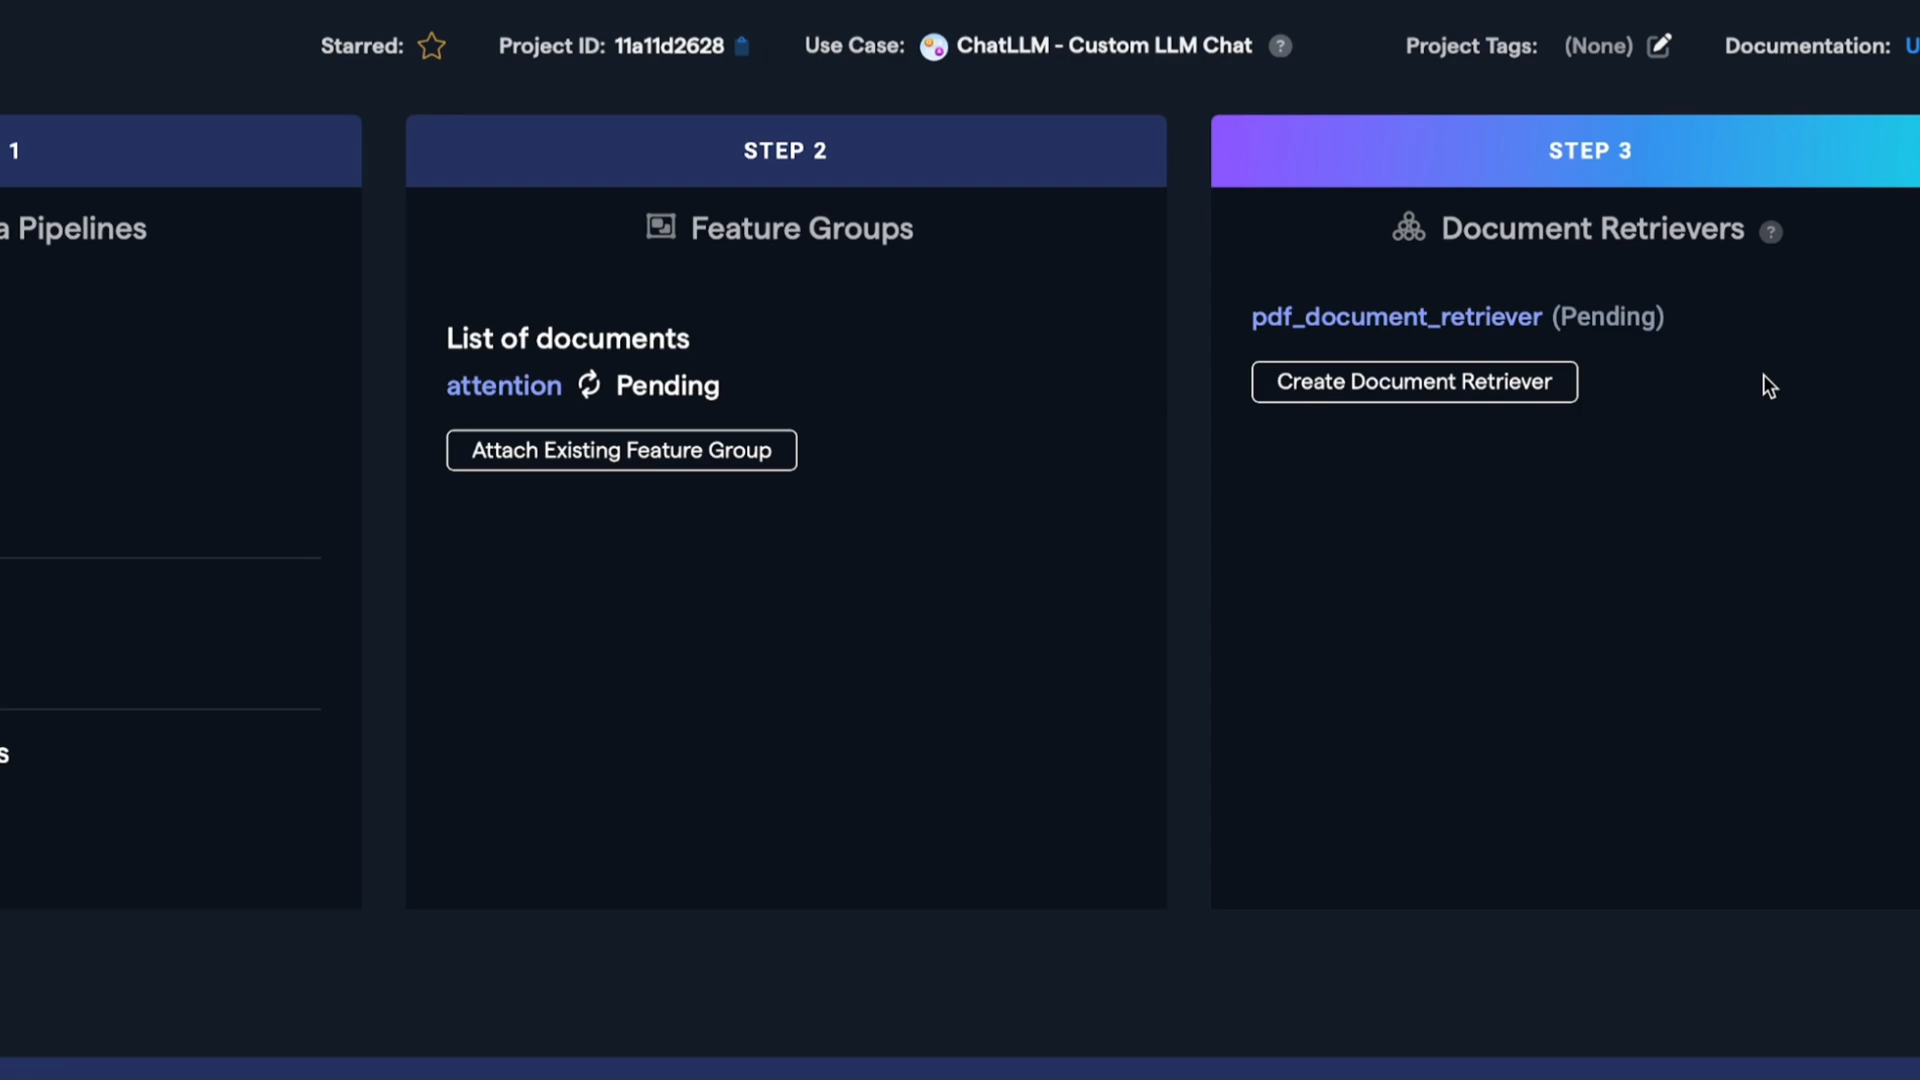 Starred:
Project ID: 11a11d2628
Use Case: ChatLLM - Custom LLM Chat ?
Project Tags: (None)
Documentation: U
1
a Pipelines
s
STEP 2
Feature Groups
List of documents
attention Pending
Attach Existing Feature Group
STEP 3
Document Retrievers ?
pdf_document_retriever (Pending)
Create Document Retriever